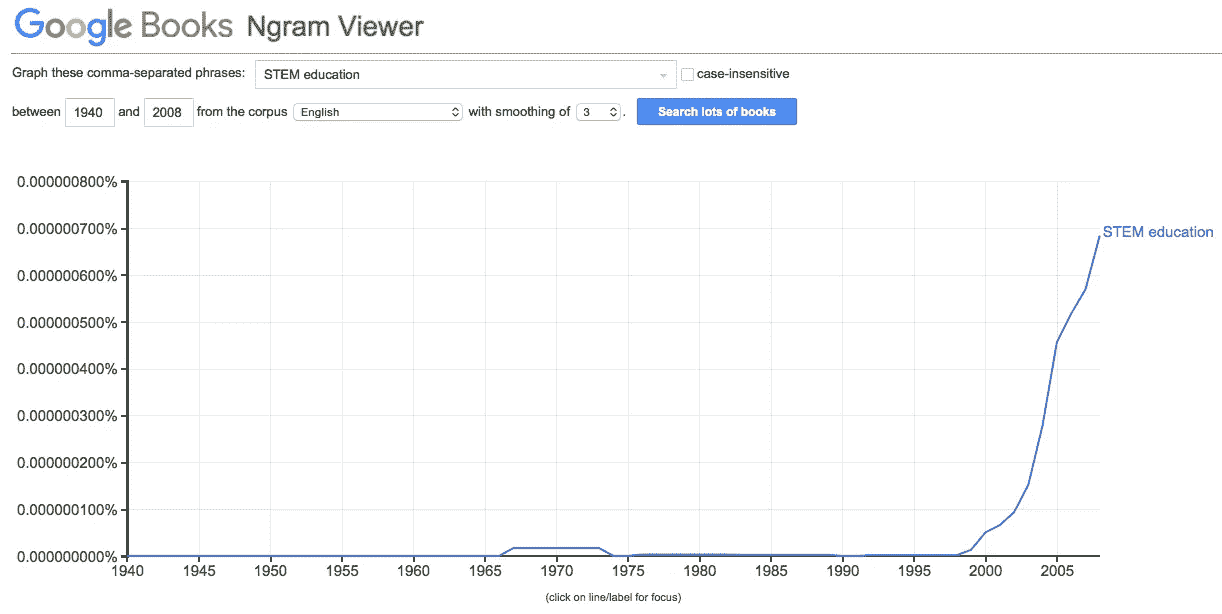 Google Books Ngram Viewer
Graph these comma-separated phrases: STEM education case-insensitive
between 1940 and 2008 from the corpus English with smoothing of 3 . Search lots of books
0.000000800%
0.000000700%
STEM education
0.000000600%
0.000000500%
0.000000400%
0.000000300%
0.000000200%
0.000000100%
0.000000000%
1940 1945 1950 1955 1960 1965 1970 1975 1980 1985 1990 1995 2000 2005
(click on line/label for focus)